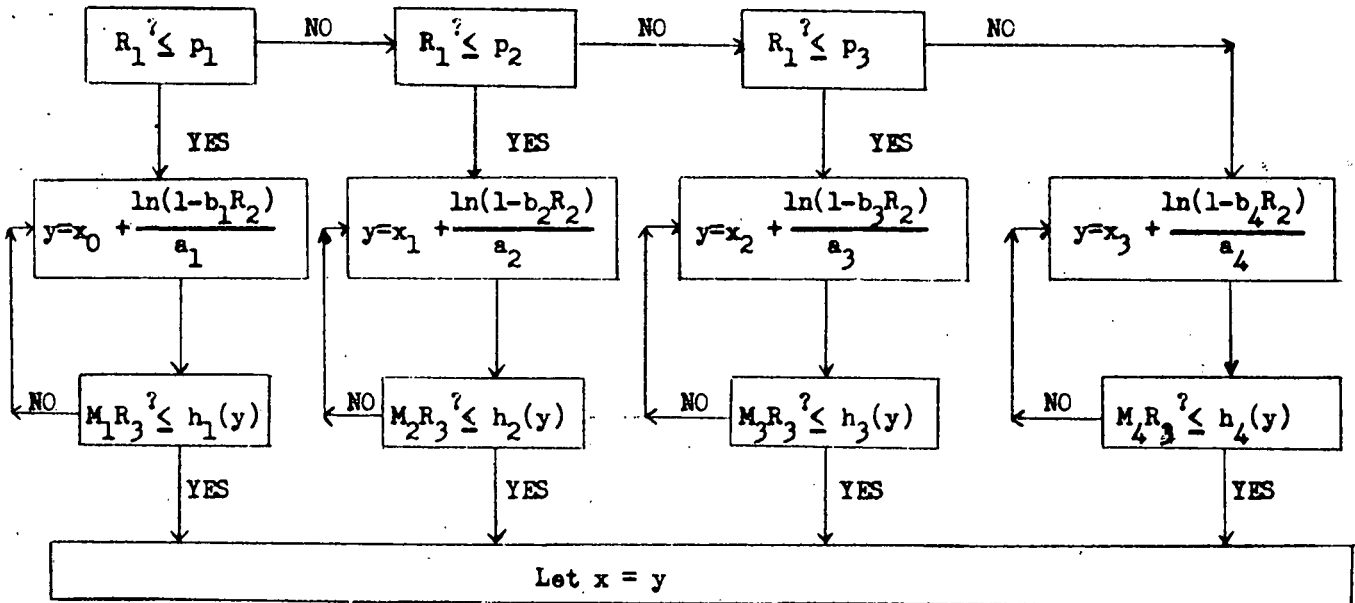 R₁ ?≤ p₁ NO R₁ ?≤ p₂ NO R₁ ?≤ p₃ NO
YES YES YES
y=x₀ + ln(1-b₁R₂)/a₁ y=x₁ + ln(1-b₂R₂)/a₂ y=x₂ + ln(1-b₃R₂)/a₃ y=x₃ + ln(1-b₄R₂)/a₄
NO M₁R₃ ?≤ h₁(y) NO M₂R₃ ?≤ h₂(y) NO M₃R₃ ?≤ h₃(y) NO M₄R₃ ?≤ h₄(y)
YES YES YES YES
Let x = y